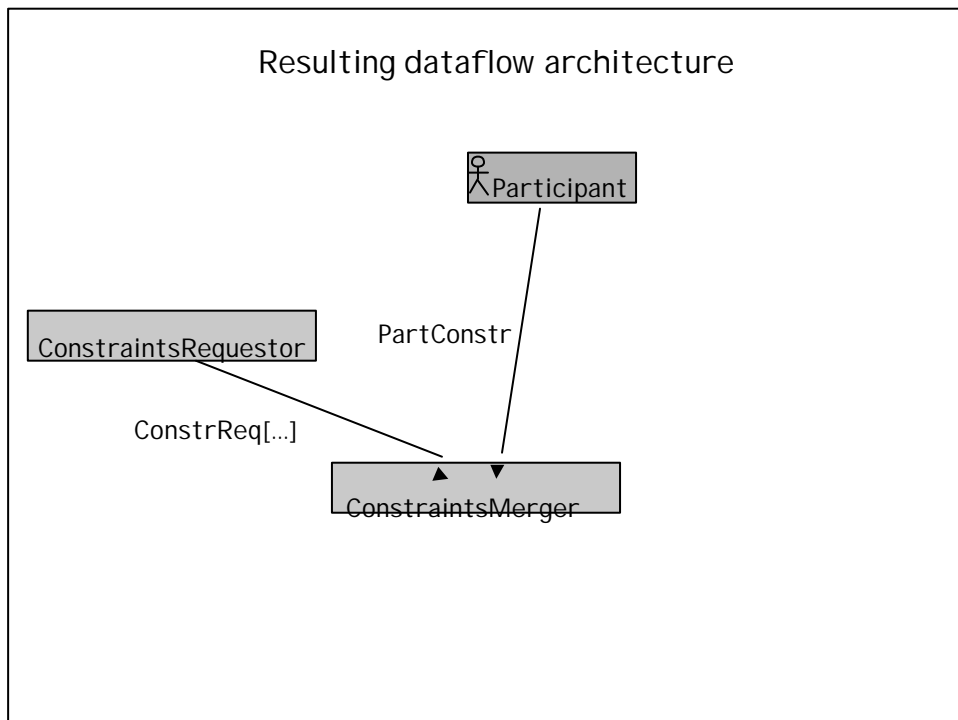 Resulting dataflow architecture
Participant
PartConstr
ConstraintsRequestor
ConstrReq[...]
ConstraintsMerger